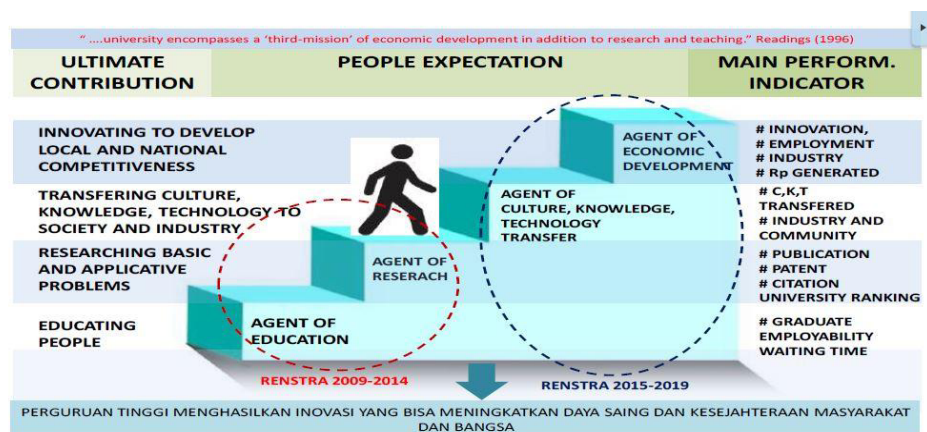 " ....university encompasses a 'third-mission' of economic development in addition to research and teaching." Readings (1996)
ULTIMATE
CONTRIBUTION
PEOPLE EXPECTATION
MAIN PERFORM.
INDICATOR
INNOVATING TO DEVELOP
LOCAL AND NATIONAL
COMPETITIVENESS
AGENT OF
ECONOMIC
DEVELOPMENT
# INNOVATION,
# EMPLOYMENT
# INDUSTRY
# Rp GENERATED
TRANSFERING CULTURE,
KNOWLEDGE, TECHNOLOGY TO
SOCIETY AND INDUSTRY
AGENT OF
CULTURE, KNOWLEDGE,
TECHNOLOGY
TRANSFER
# C,K,T
TRANSFERED
# INDUSTRY AND
COMMUNITY
RESEARCHING BASIC
AND APPLICATIVE
PROBLEMS
AGENT OF
RESERACH
# PUBLICATION
# PATENT
# CITATION
UNIVERSITY RANKING
EDUCATING
PEOPLE
AGENT OF
EDUCATION
# GRADUATE
EMPLOYABILITY
WAITING TIME
RENSTRA 2009-2014
RENSTRA 2015-2019
PERGURUAN TINGGI MENGHASILKAN INOVASI YANG BISA MENINGKATKAN DAYA SAING DAN KESEJAHTERAAN MASYARAKAT
DAN BANGSA